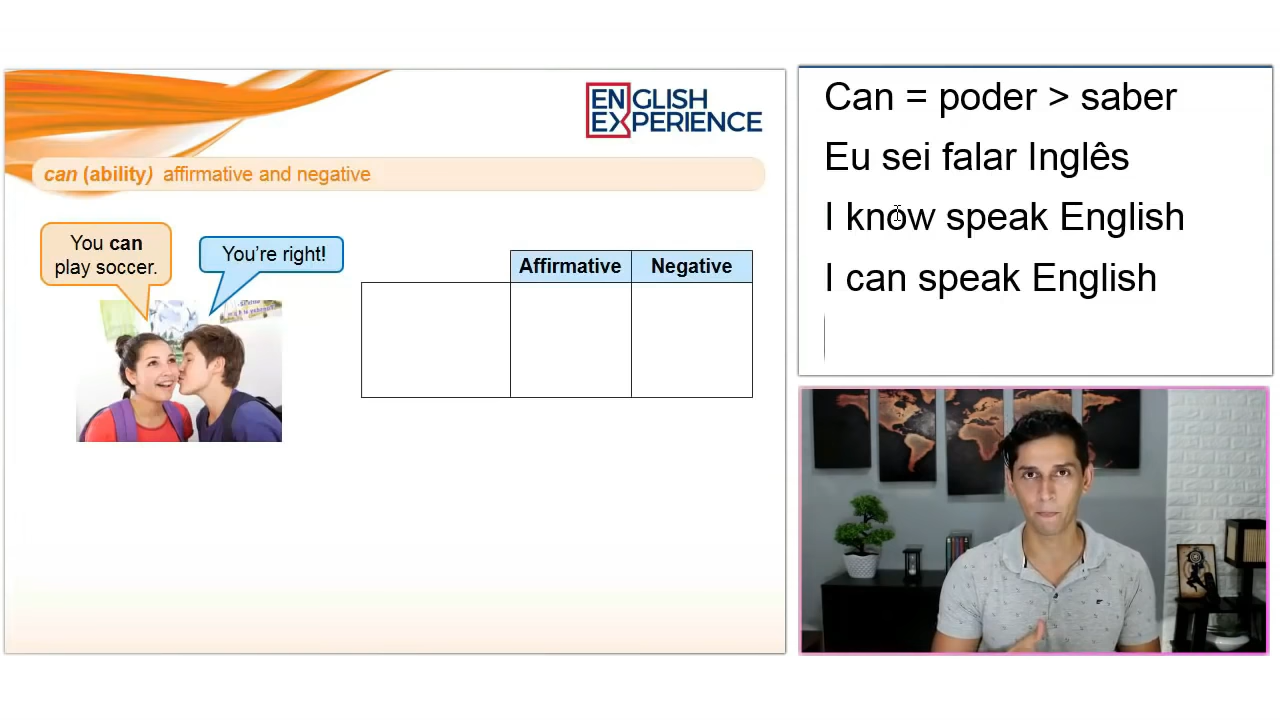 ENGLISH
EXPERIENCE
can (ability) affirmative and negative
You can
play soccer.
You're right!
Affirmative Negative
Can = poder > saber
Eu sei falar Inglês
I know speak English
I can speak English